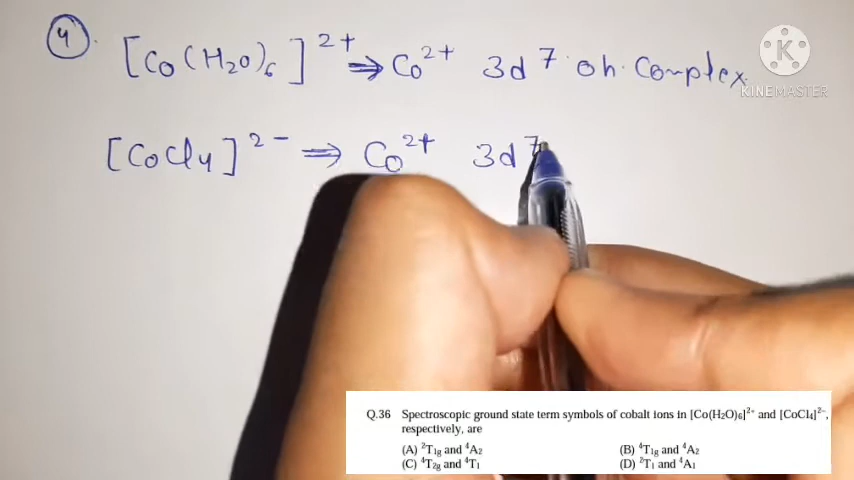 4. [Co(H₂O)₆]²⁺ ⇒ Co²⁺ 3d⁷ Oh. Complex.
KINEMASTER
[CoCl₄]²⁻ ⇒ Co²⁺ 3d⁷
Q.36 Spectroscopic ground state term symbols of cobalt ions in [Co(H₂O)₆]²⁺ and [CoCl₄]²⁻,
respectively, are
(A) ²T₁g and ⁴A₂ (B) ⁴T₁g and ⁴A₂
(C) ⁴T₂g and ⁴T₁ (D) ²T₁ and ⁴A₁